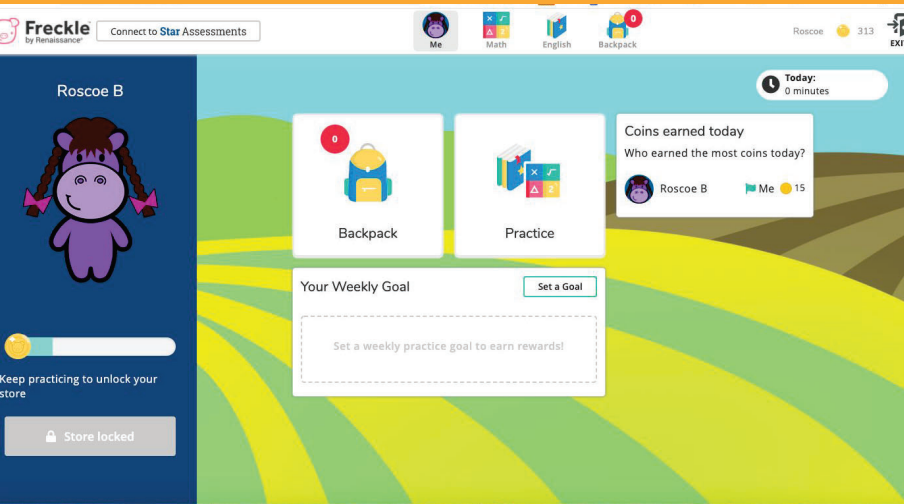 Freckle
by Renaissance®
Connect to Star Assessments
Me
Math
English
0
Backpack
Roscoe
313
Roscoe B
Today:
0 minutes
0
Backpack
Practice
Coins earned today
Who earned the most coins today?
Roscoe B Me 15
Your Weekly Goal
Set a Goal
Set a weekly practice goal to earn rewards!
Keep practicing to unlock your
store
Store locked